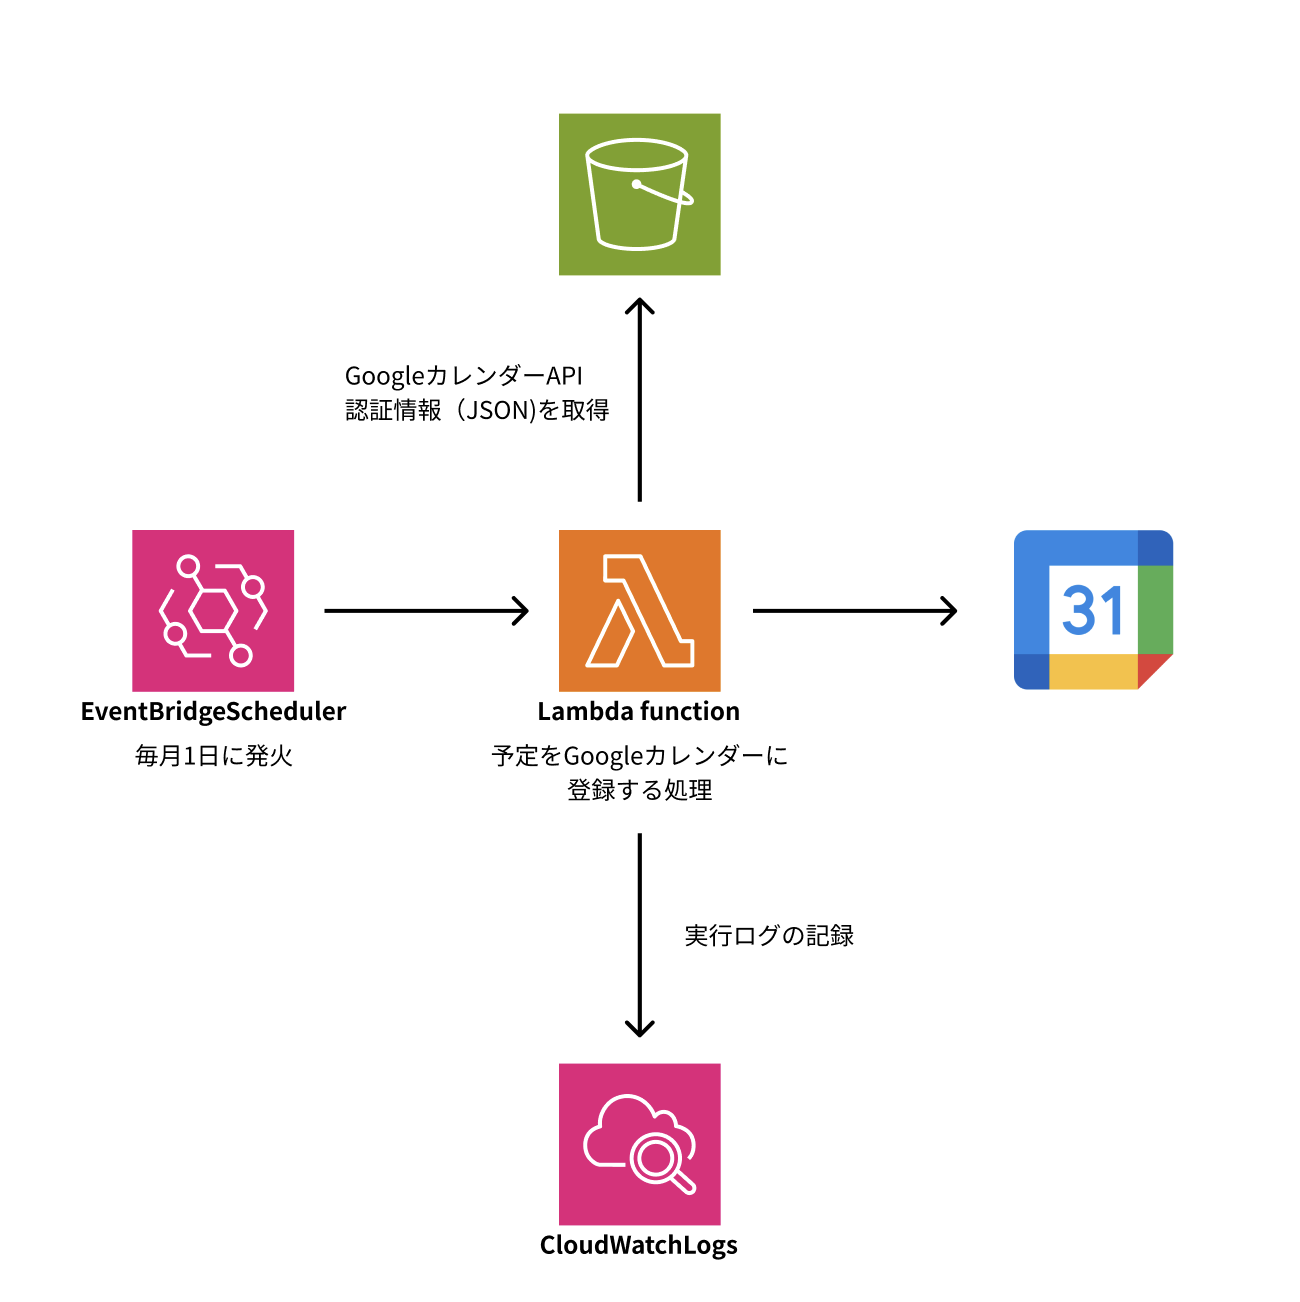 GoogleカレンダーAPI
認証情報（JSON)を取得
31
EventBridgeScheduler
毎月1日に発火
Lambda function
予定をGoogleカレンダーに
登録する処理
実行ログの記録
CloudWatchLogs